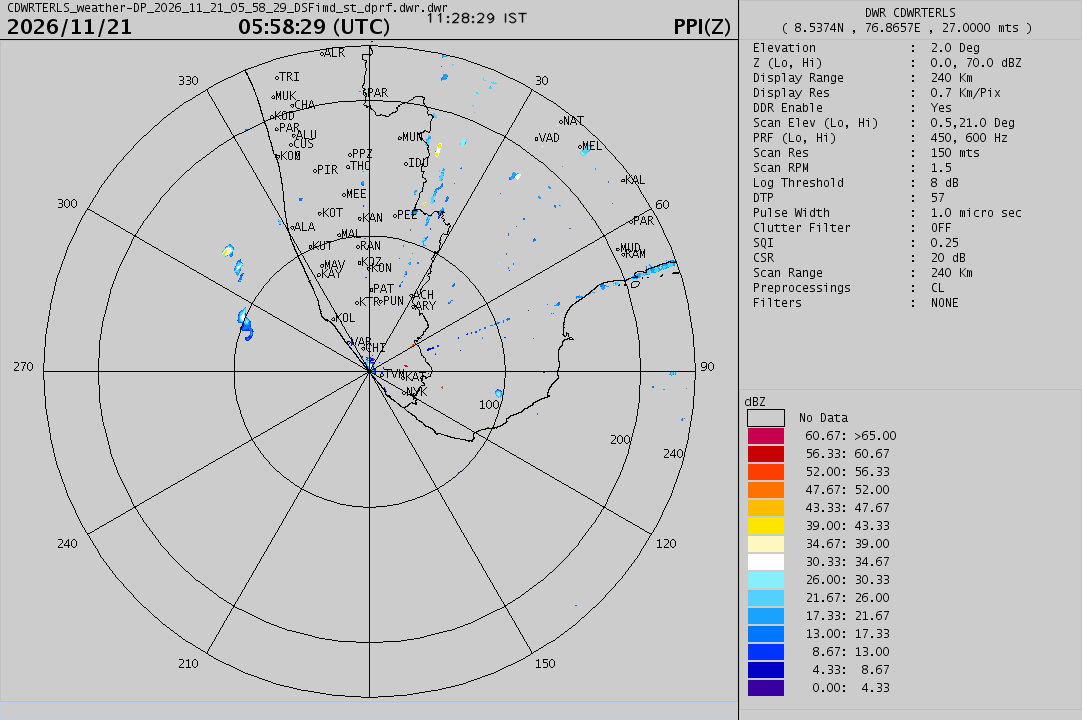 CDWRTERLS_weather-DP_2026_11_21_05_58_29_DSFimd_st_dprf.dwr.dwr
11:28:29 IST
2026/11/21 05:58:29 (UTC) PPI(Z)
DWR CDWRTERLS
( 8.5374N , 76.8657E , 27.0000 mts )
Elevation : 2.0 Deg
Z (Lo, Hi) : 0.0, 70.0 dBZ
Display Range : 240 Km
Display Res : 0.7 Km/Pix
DDR Enable : Yes
Scan Elev (Lo, Hi) : 0.5,21.0 Deg
PRF (Lo, Hi) : 450, 600 Hz
Scan Res : 150 mts
Scan RPM : 1.5
Log Threshold : 8 dB
DTP : 57
Pulse Width : 1.0 micro sec
Clutter Filter : OFF
SQI : 0.25
CSR : 20 dB
Scan Range : 240 Km
Preprocessings : CL
Filters : NONE
dBZ
No Data
60.67: >65.00
56.33: 60.67
52.00: 56.33
47.67: 52.00
43.33: 47.67
39.00: 43.33
34.67: 39.00
30.33: 34.67
26.00: 30.33
21.67: 26.00
17.33: 21.67
13.00: 17.33
8.67: 13.00
4.33: 8.67
0.00: 4.33
ALR
330
TRI
30
MUK
PAR
CHA
KOD
NAT
PAR
ALU
MUN
VAD
CUS
MEL
KOM
PPZ
PIR
THO
IDU
KAL
MEE
300
60
KOT
KAN
PEE
PAR
ALA
MAL
KUT
RAN
MUD
RAM
MAV
KOZ
KON
KAY
PAT
ACH
KTR
PUN
ARY
KOL
VAR
CHI
270
90
TVM
KAT
NYK
100
200
240
240
120
210
150